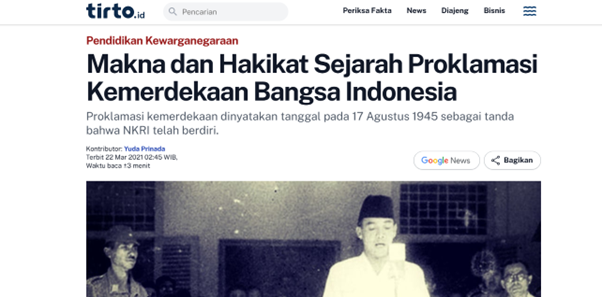 tirto.id
Pencarian
Periksa Fakta News Diajeng Bisnis
Pendidikan Kewarganegaraan
Makna dan Hakikat Sejarah Proklamasi
Kemerdekaan Bangsa Indonesia
Proklamasi kemerdekaan dinyatakan tanggal pada 17 Agustus 1945 sebagai tanda
bahwa NKRI telah berdiri.
Kontributor: Yuda Prinada
Terbit 22 Mar 2021 02:45 WIB,
Waktu baca ±3 menit
Google News
Bagikan